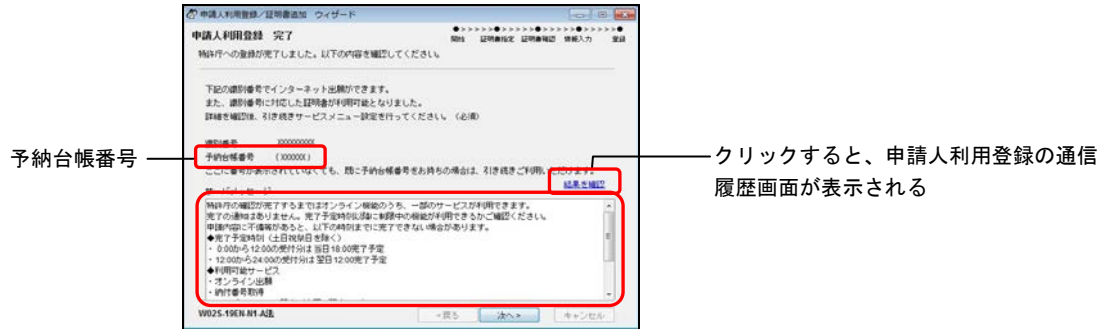 申請人利用登録/証明書追加 ウィザード
申請人利用登録 完了
●>>>>>●>>>>>●>>>>>●>>>>>●
開始 証明書指定 証明書確認 情報入力 登録
特許庁への登録が完了しました。以下の内容を確認してください。
下記の識別番号でインターネット出願ができます。
また、識別番号に対応した証明書が利用可能となりました。
詳細を確認後、引き続きサービスメニュー設定を行ってください。(必須)
識別番号 XXXXXXXXX
予納台帳番号 (XXXXXX)
予納台帳番号
クリックすると、申請人利用登録の通信
履歴画面が表示される
ここに番号が表示されていなくても、既に予納台帳番号をお持ちの場合は、引き続きご利用いただけます。
結果を確認
特許庁の確認が完了するまではオンライン機能のうち、一部のサービスが利用できます。
完了の通知はありません。完了予定時刻以降に制限中の機能が利用できるかご確認ください。
申請内容に不備等があると、以下の時刻までに完了できない場合があります。
◆完了予定時刻(土日祝祭日を除く)
・ 0:00から12:00の受付分は当日18:00完了予定
・ 12:00から24:00の受付分は翌日12:00完了予定
◆利用可能サービス
・オンライン出願
・納付番号取得
W025-19EN-N1-A法
<戻る 次へ> キャンセル